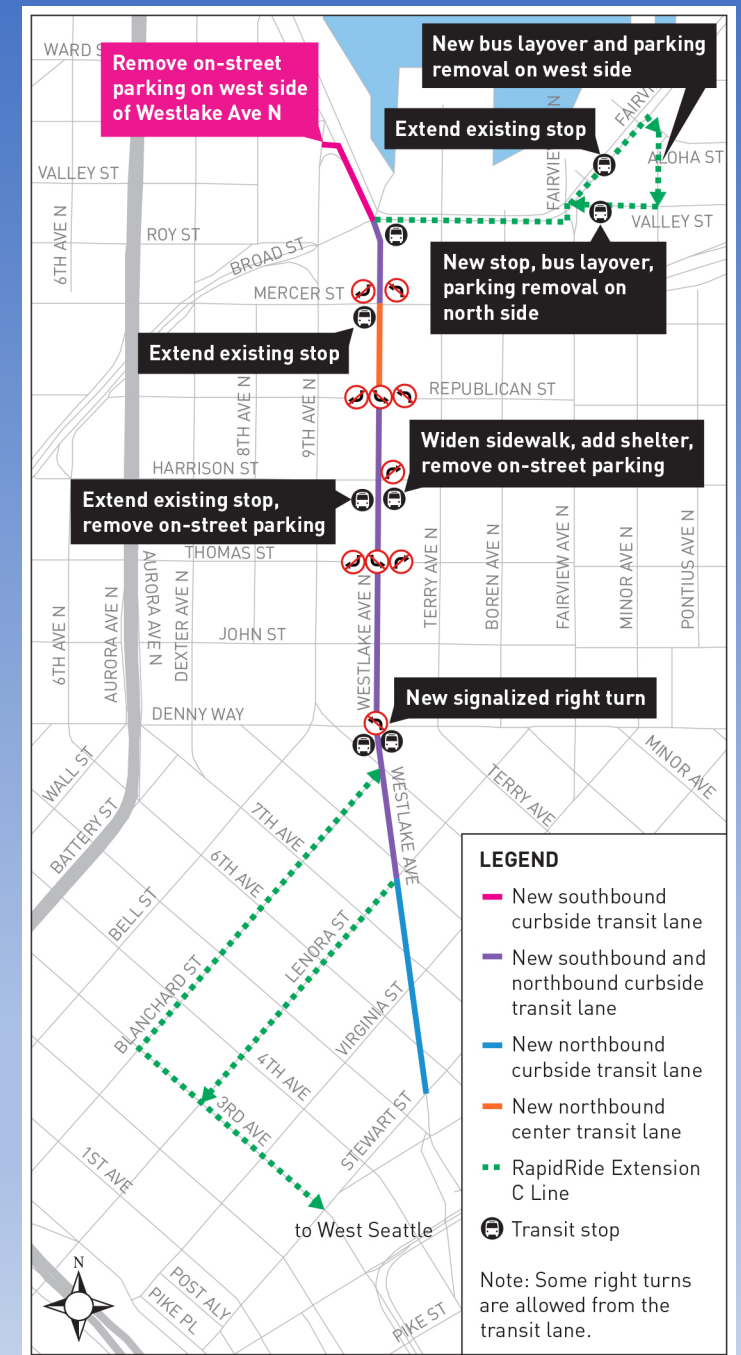 WARD S
Remove on-street
parking on west side
of Westlake Ave N
New bus layover and parking
removal on west side
Extend existing stop
FAIRVI
FAIRVIEW N
ALOHA ST
VALLEY ST
VALLEY ST
6TH AVE N
ROY ST
BROAD ST
New stop, bus layover,
parking removal on
north side
MERCER ST
Extend existing stop
8TH AVE N
9TH AVE N
REPUBLICAN ST
Widen sidewalk, add shelter,
remove on-street parking
HARRISON ST
Extend existing stop,
remove on-street parking
THOMAS ST
6TH AVE N
AURORA AVE N
AURORA AVE N
DEXTER AVE N
WESTLAKE AVE N
TERRY AVE N
BOREN AVE N
FAIRVIEW AVE N
MINOR AVE N
PONTIUS AVE N
JOHN ST
New signalized right turn
DENNY WAY
WALL ST
BATTERY ST
7TH AVE
6TH AVE
WESTLAKE AVE
TERRY AVE
MINOR AVE
BELL ST
LENORA ST
BLANCHARD ST
VIRGINIA ST
4TH AVE
3RD AVE
STEWART ST
1ST AVE
to West Seattle
N
POST ALY
PIKE PL
PIKE ST
LEGEND
New southbound
curbside transit lane
New southbound and
northbound curbside
transit lane
New northbound
curbside transit lane
New northbound
center transit lane
RapidRide Extension
C Line
Transit stop
Note: Some right turns
are allowed from the
transit lane.